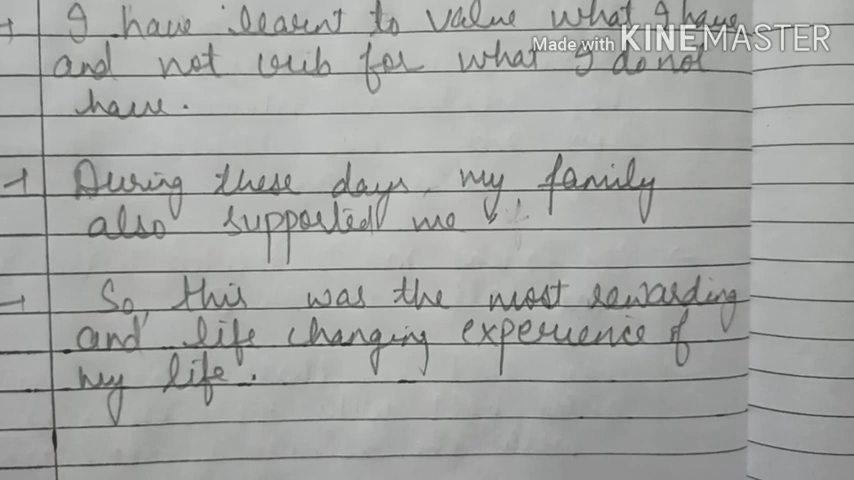 I have learnt to value what I have
Made with KINEMASTER
and not crib for what I do not
have.
During these days, my family
also supported me
So, this was the most rewarding
and life changing experience of
my life.